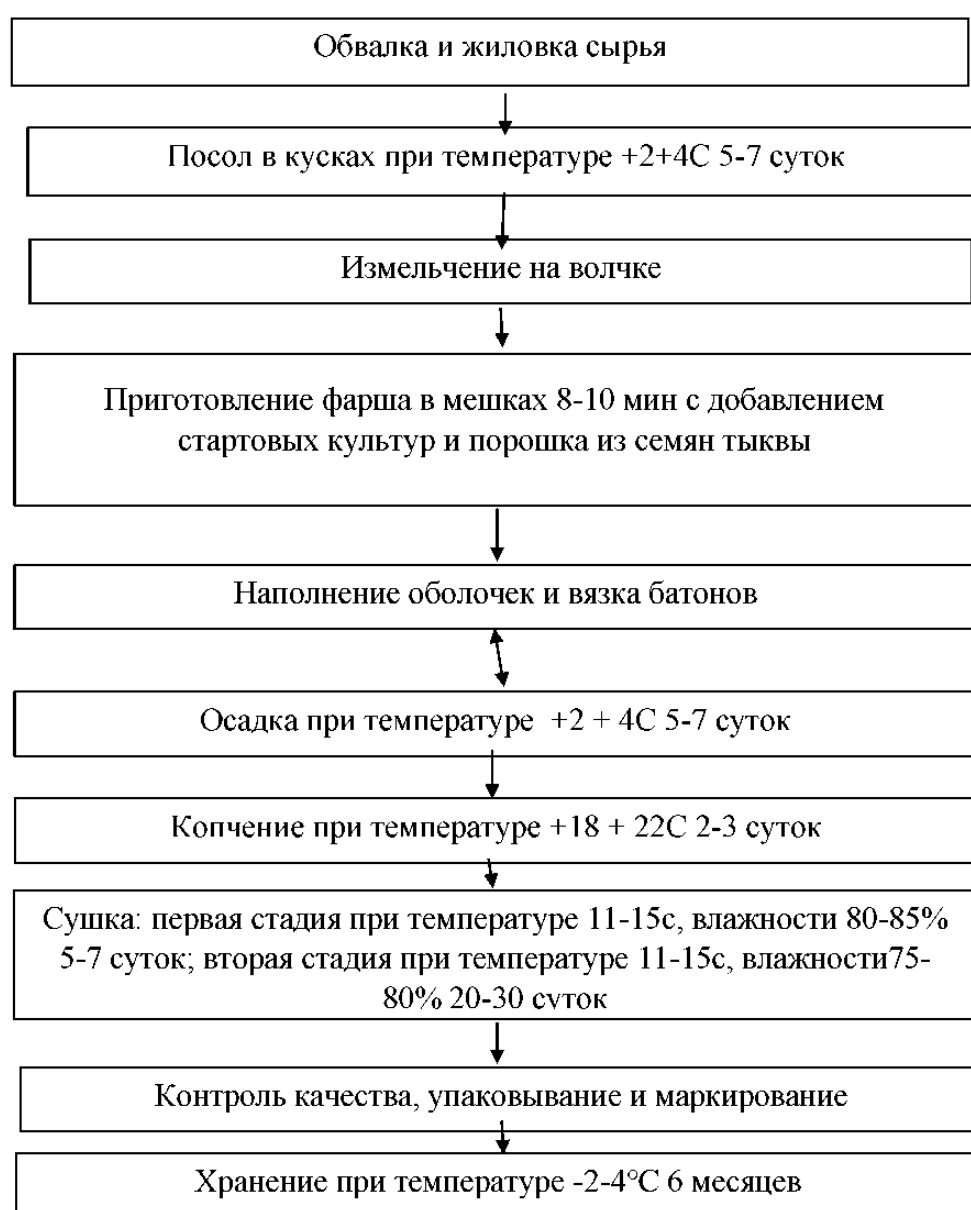 Обвалка и жиловка сырья
Посол в кусках при температуре +2+4С 5-7 суток
Измельчение на волчке
Приготовление фарша в мешках 8-10 мин с добавлением
стартовых культур и порошка из семян тыквы
Наполнение оболочек и вязка батонов
Осадка при температуре +2 + 4С 5-7 суток
Копчение при температуре +18 + 22С 2-3 суток
Сушка: первая стадия при температуре 11-15с, влажности 80-85%
5-7 суток; вторая стадия при температуре 11-15с, влажности75-
80% 20-30 суток
Контроль качества, упаковывание и маркирование
Хранение при температуре -2-4°С 6 месяцев